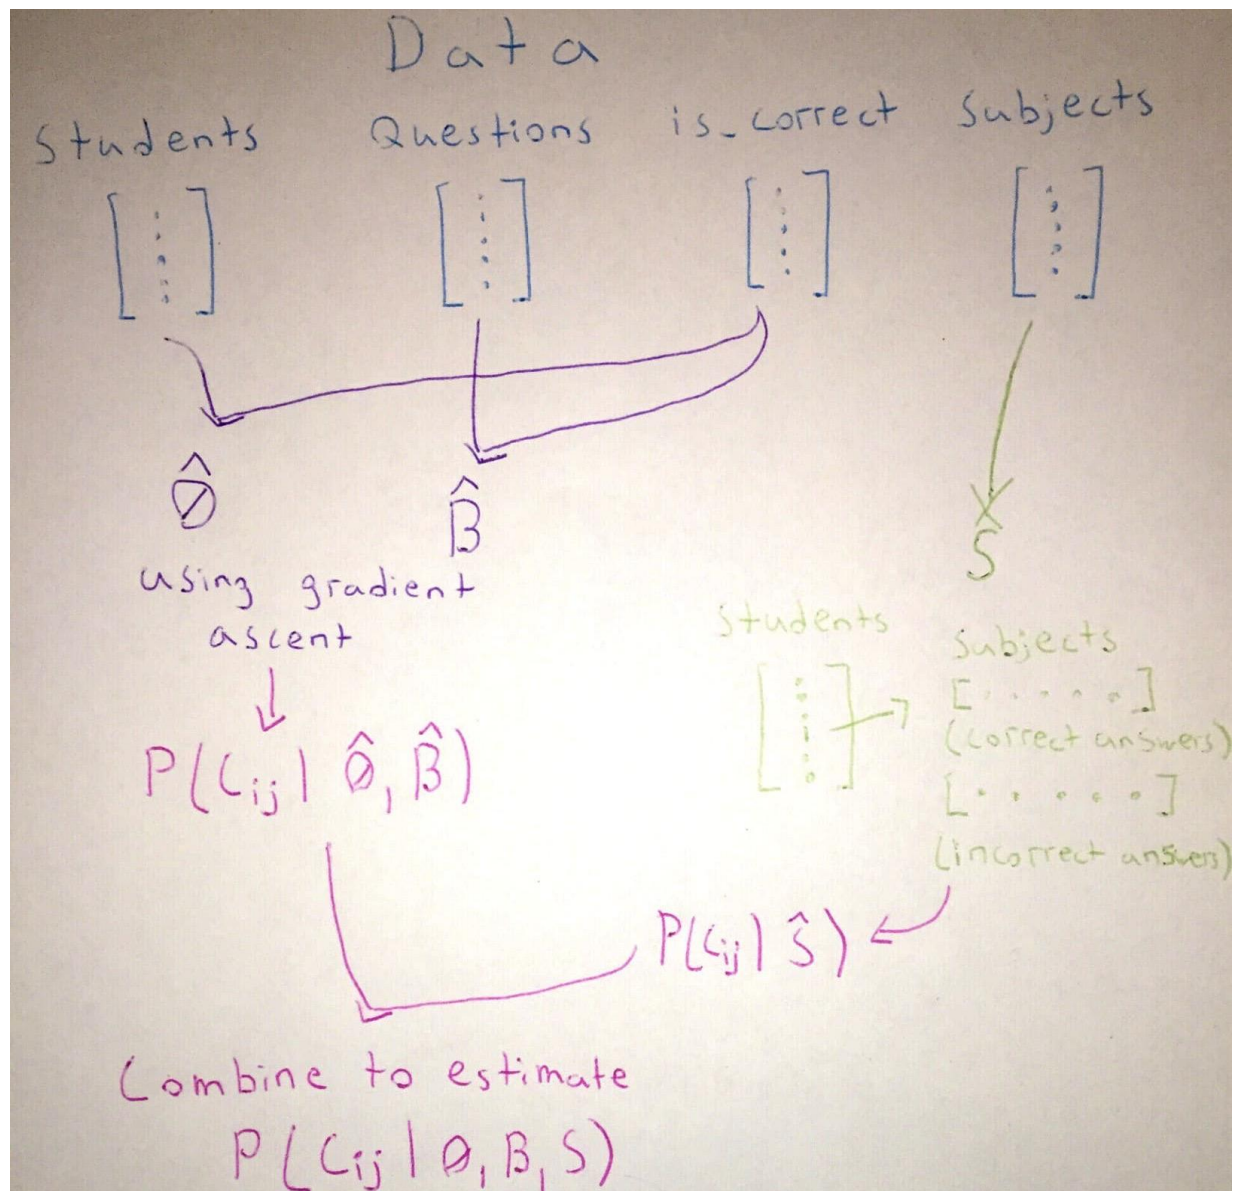 Data
Students Questions is_correct Subjects
[⋮] [⋮] [⋮] [⋮]
θ̂ β̂
Ŝ
using gradient
ascent
Students Subjects
[⋮] [.....]
(correct answers)
[.....]
(incorrect answers)
P(Cij | θ̂, β̂)
P(Cij | Ŝ)
Combine to estimate
P(Cij | θ, β, S)